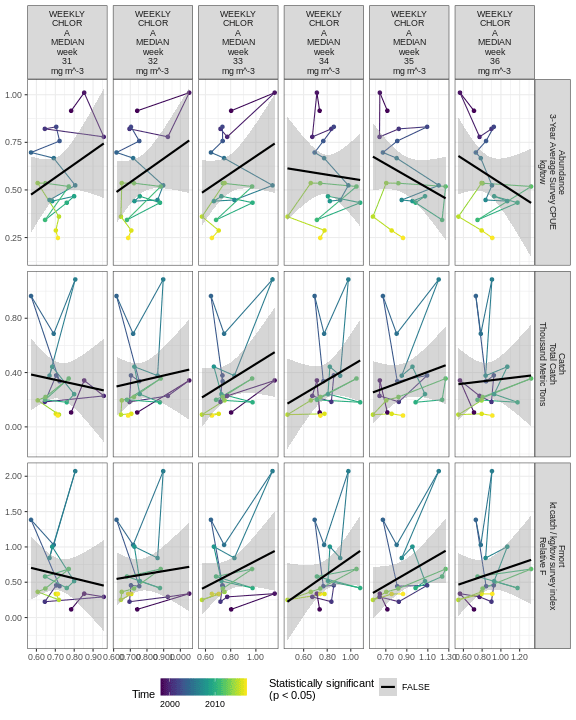 WEEKLY
CHLOR
A
MEDIAN
week
31
mg m^-3
WEEKLY
CHLOR
A
MEDIAN
week
32
mg m^-3
WEEKLY
CHLOR
A
MEDIAN
week
33
mg m^-3
WEEKLY
CHLOR
A
MEDIAN
week
34
mg m^-3
WEEKLY
CHLOR
A
MEDIAN
week
35
mg m^-3
WEEKLY
CHLOR
A
MEDIAN
week
36
mg m^-3
1.00
0.75
0.50
0.25
Abundance
3-Year Average Survey CPUE
kg/tow
0.80
0.40
0.00
Catch
Total Catch
Thousand Metric Tons
2.00
1.50
1.00
0.50
0.00
Fmort
kt catch / kg/tow survey index
Relative F
0.60 0.70 0.80 0.90
0.600 0.700 0.800 0.900 1.000
0.60 0.80 1.00
0.60 0.80 1.00
0.70 0.90 1.10 1.30
0.60 0.80 1.00 1.20
Time
2000 2010
Statistically significant
(p < 0.05)
FALSE